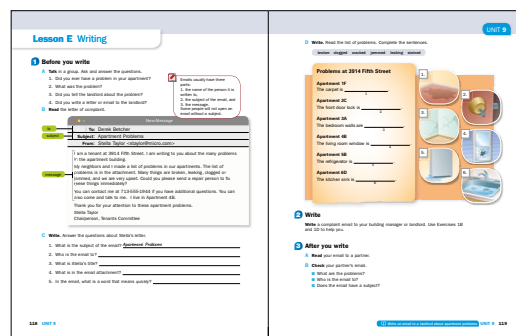 Lesson E Writing
1 Before you write
A Talk in a group. Ask and answer the questions.
1. Did you ever have a problem in your apartment?
2. What was the problem?
3. Did you tell the landlord about the problem?
4. Did you write a letter or email to the landlord?
B Read the letter of complaint.
Emails usually have three
parts:
1. the name of the person it is
written to,
2. the subject of the email, and
3. the message.
Some people will not open an
email without a subject.
New Message
to
To: Derek Betcher
subject
Subject: Apartment Problems
From: Stella Taylor <staylor@micro.com>
I am a tenant at 3914 Fifth Street. I am writing to you about the many problems
in the apartment building.
My neighbors and I made a list of problems in our apartments. The list of
problems is in the attachment. Many things are broken, leaking, clogged or
jammed, and we are very upset. Could you please send a repair person to fix
these things immediately?
message
You can contact me at 713-555-1944 if you have additional questions. You can
also come and talk to me. I live in Apartment 4B.
Thank you for your attention to these apartment problems.
Stella Taylor
Chairperson, Tenants Committee
C Write. Answer the questions about Stella's letter.
1. What is the subject of the email? Apartment Problems
2. Who is the email to?
3. What is Stella's title?
4. What is in the email attachment?
5. In the email, what is a word that means quickly?
118 UNIT 9
UNIT 9
D Write. Read the list of problems. Complete the sentences.
broken clogged cracked jammed leaking stained
Problems at 3914 Fifth Street
Apartment 1F
The carpet is
1
Apartment 2C
The front door lock is
2
Apartment 3A
The bedroom walls are
3
Apartment 4B
The living room window is
4
Apartment 5B
The refrigerator is
5
Apartment 6D
The kitchen sink is
6
1.
2.
3.
4.
5.
6.
2 Write
Write a complaint email to your building manager or landlord. Use Exercises 1B
and 1D to help you.
3 After you write
A Read your email to a partner.
B Check your partner's email.
What are the problems?
Who is the email to?
Does the email have a subject?
Write an email to a landlord about apartment problems
UNIT 9 119